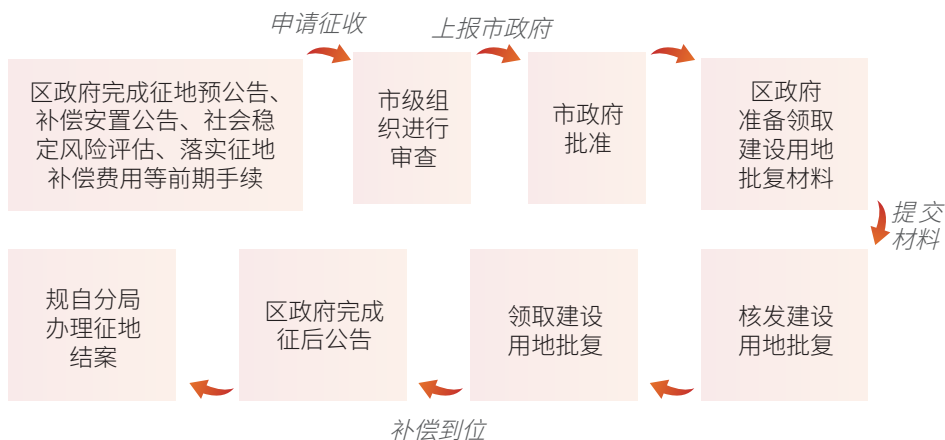 申请征收
上报市政府
区政府完成征地预公告、
补偿安置公告、社会稳
定风险评估、落实征地
补偿费用等前期手续
市级组
织进行
审查
市政府
批准
区政府
准备领取
建设用地
批复材料
提交
材料
核发建设
用地批复
领取建设
用地批复
补偿到位
区政府完成
征后公告
规自分局
办理征地
结案